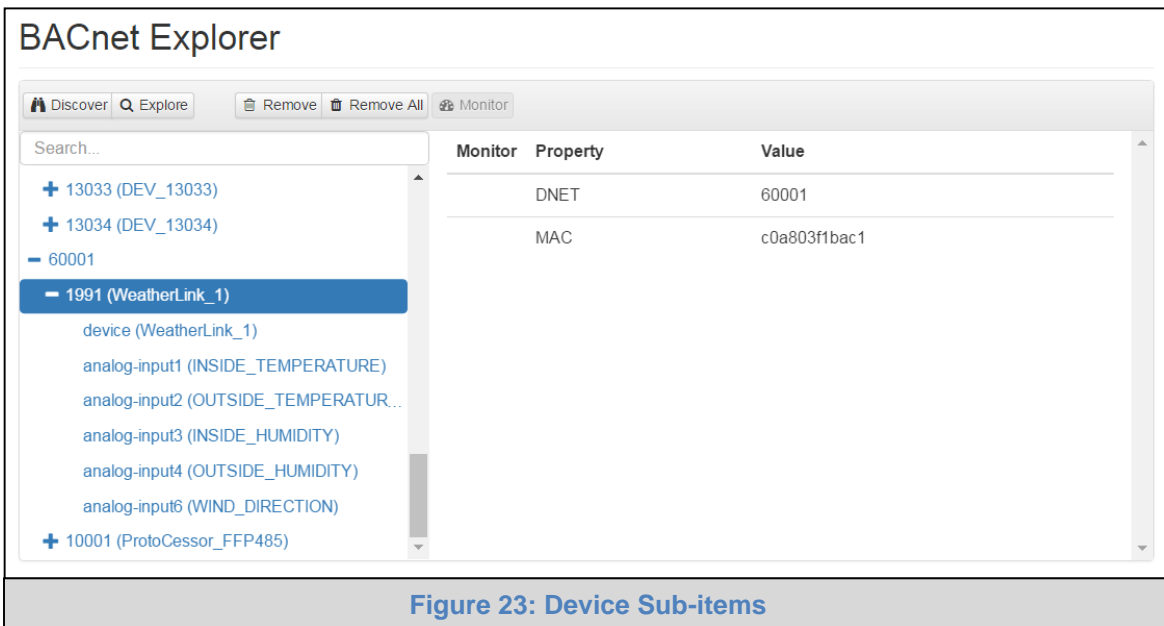 BACnet Explorer
Discover Explore Remove Remove All Monitor
Search...
13033 (DEV_13033)
13034 (DEV_13034)
60001
1991 (WeatherLink_1)
device (WeatherLink_1)
analog-input1 (INSIDE_TEMPERATURE)
analog-input2 (OUTSIDE_TEMPERATUR...
analog-input3 (INSIDE_HUMIDITY)
analog-input4 (OUTSIDE_HUMIDITY)
analog-input6 (WIND_DIRECTION)
10001 (ProtoCessor_FFP485)
Monitor Property Value
DNET 60001
MAC c0a803f1bac1
Figure 23: Device Sub-items